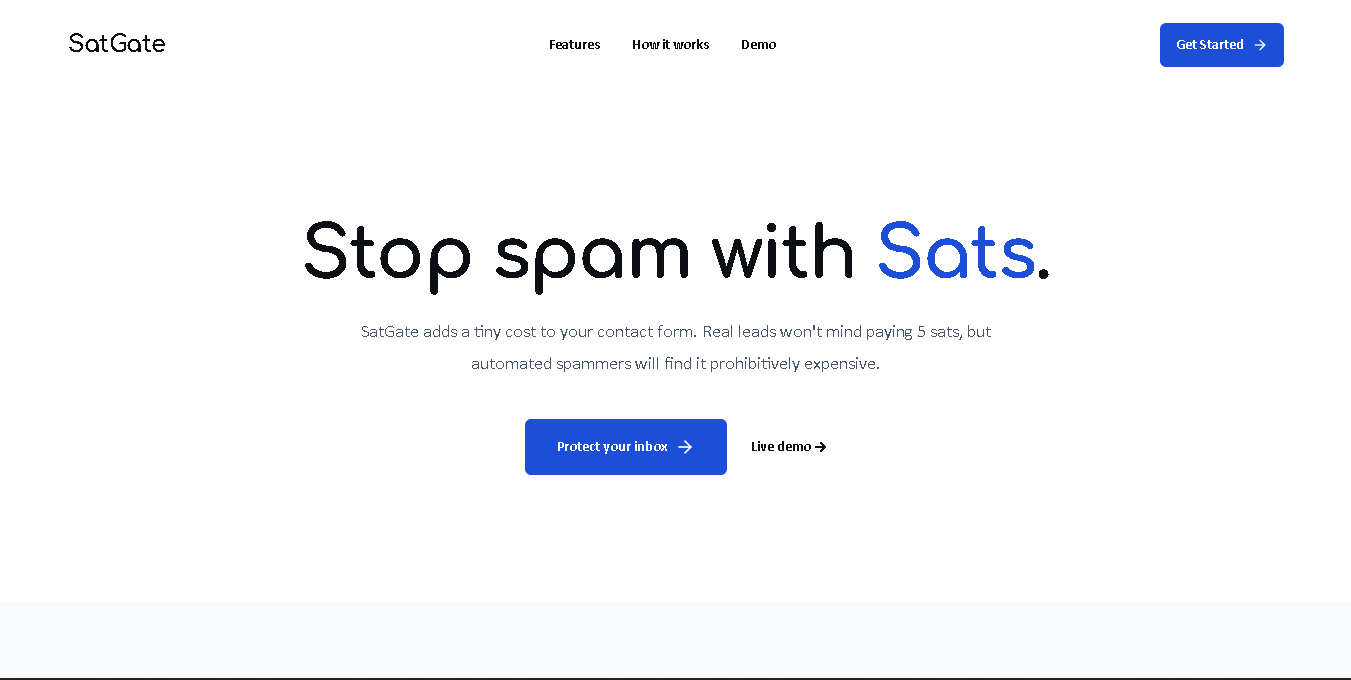 SatGate
Features
How it works
Demo
Get Started →
Stop spam with Sats.
SatGate adds a tiny cost to your contact form. Real leads won't mind paying 5 sats, but
automated spammers will find it prohibitively expensive.
Protect your inbox →
Live demo →